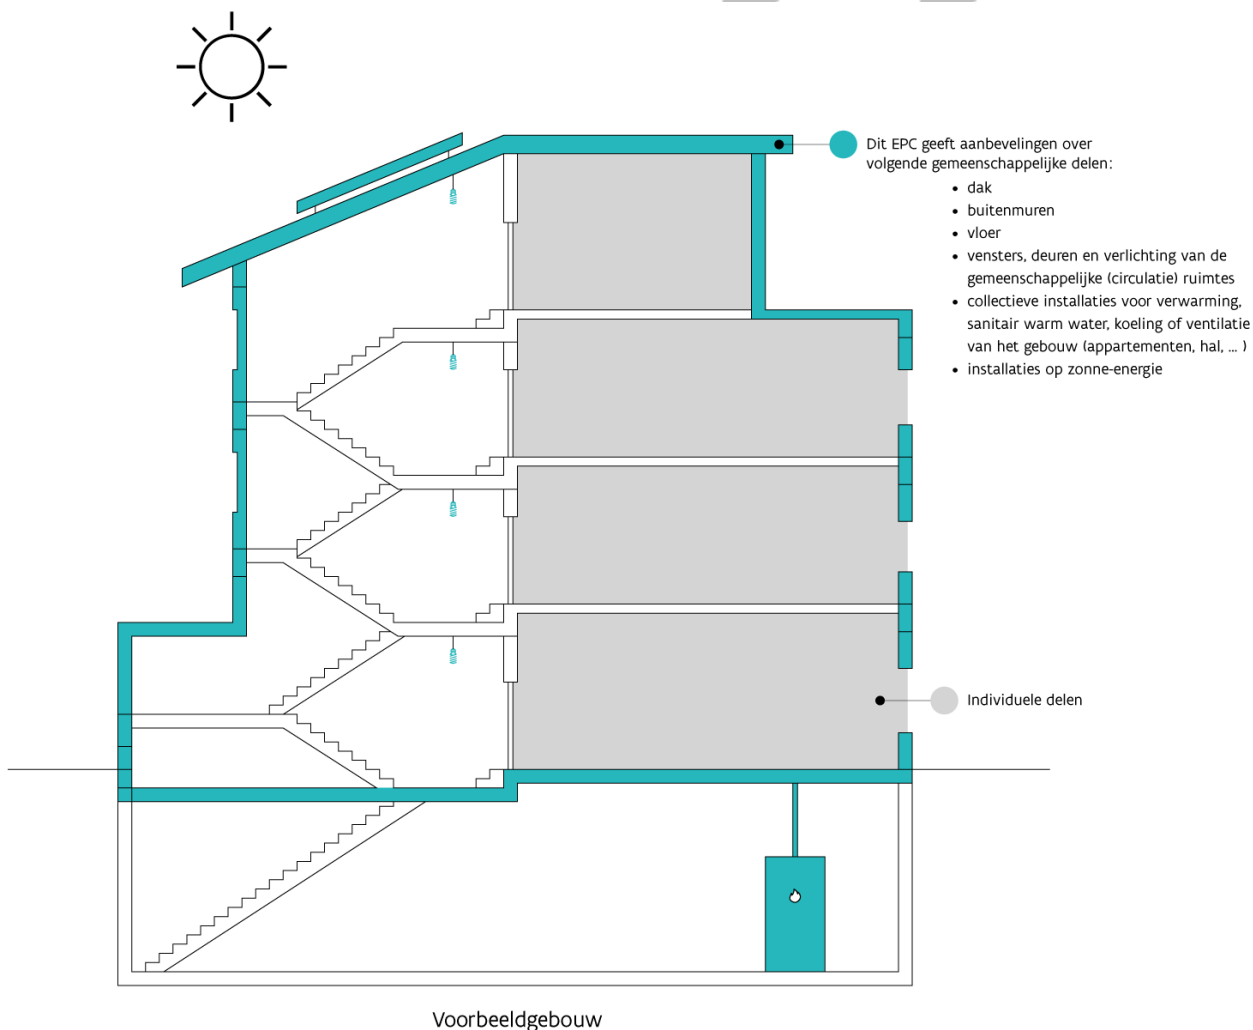 Dit EPC geeft aanbevelingen over
volgende gemeenschappelijke delen:
• dak
• buitenmuren
• vloer
• vensters, deuren en verlichting van de
gemeenschappelijke (circulatie) ruimtes
• collectieve installaties voor verwarming,
sanitair warm water, koeling of ventilatie
van het gebouw (appartementen, hal, ... )
• installaties op zonne-energie
Individuele delen
Voorbeeldgebouw